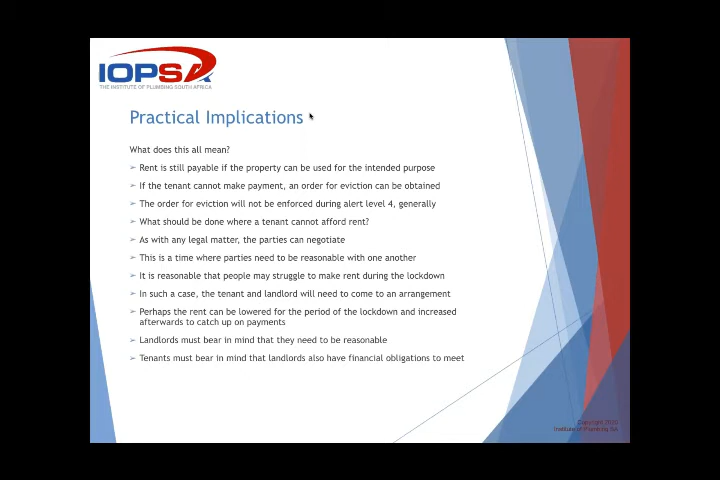 IOPSA
THE INSTITUTE OF PLUMBING SOUTH AFRICA
Practical Implications
What does this all mean?
➢ Rent is still payable if the property can be used for the intended purpose
➢ If the tenant cannot make payment, an order for eviction can be obtained
➢ The order for eviction will not be enforced during alert level 4, generally
➢ What should be done where a tenant cannot afford rent?
➢ As with any legal matter, the parties can negotiate
➢ This is a time where parties need to be reasonable with one another
➢ It is reasonable that people may struggle to make rent during the lockdown
➢ In such a case, the tenant and landlord will need to come to an arrangement
➢ Perhaps the rent can be lowered for the period of the lockdown and increased
afterwards to catch up on payments
➢ Landlords must bear in mind that they need to be reasonable
➢ Tenants must bear in mind that landlords also have financial obligations to meet
Copyright 2020
Institute of Plumbing SA